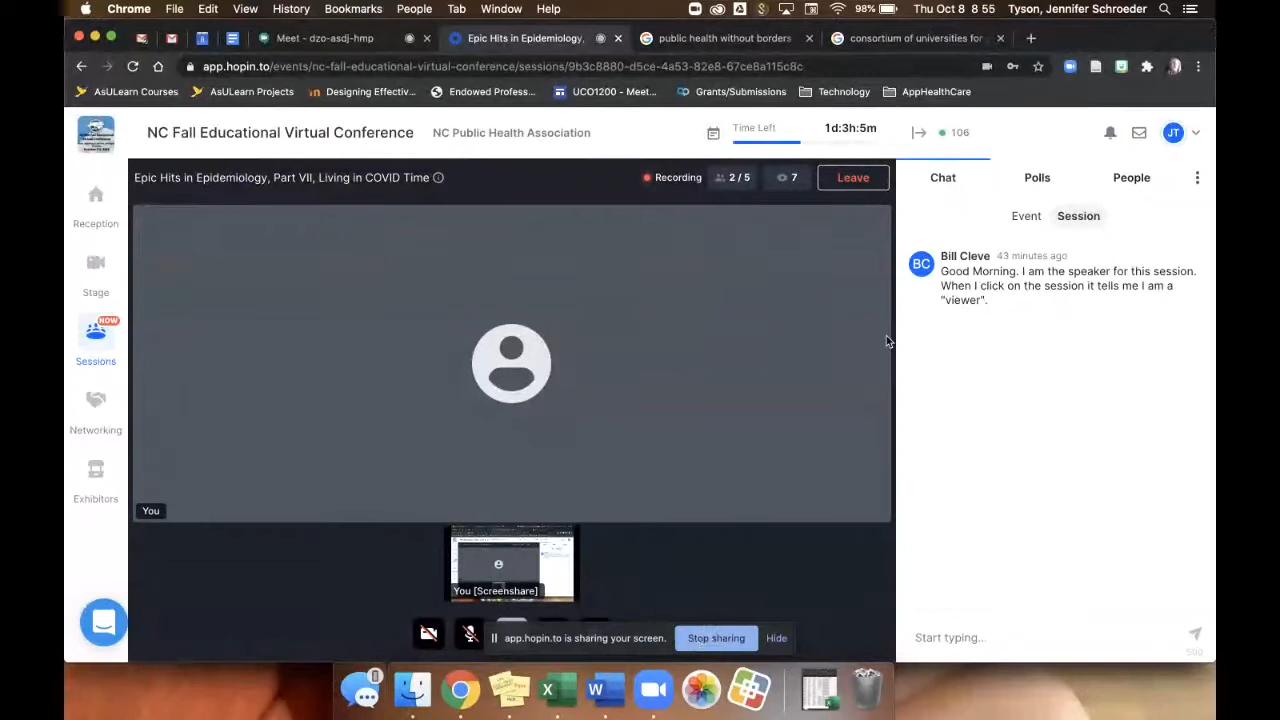 Chrome File Edit View History Bookmarks People Tab Window Help 98% Thu Oct 8 8 55 Tyson, Jennifer Schroeder
Meet - dzo-asdj-hmp Epic Hits in Epidemiology, public health without borders consortium of universities for
app.hopin.to/events/nc-fall-educational-virtual-conference/sessions/9b3c8880-d5ce-4a53-82e8-67ce8a115c8c
AsULearn Courses AsULearn Projects Designing Effectiv... Endowed Profess... UCO1200 - Meet... Grants/Submissions Technology AppHealthCare
NC Fall Educational Virtual Conference NC Public Health Association Time Left 1d:3h:5m 106 JT
Epic Hits in Epidemiology, Part VII, Living in COVID Time Recording 2 / 5 7 Leave
Chat Polls People
Event Session
Reception
Stage
NOW
Sessions
Networking
Exhibitors
BC Bill Cleve 43 minutes ago
Good Morning. I am the speaker for this session.
When I click on the session it tells me I am a
"viewer".
You
You [Screenshare]
app.hopin.to is sharing your screen. Stop sharing Hide
Start typing...
500